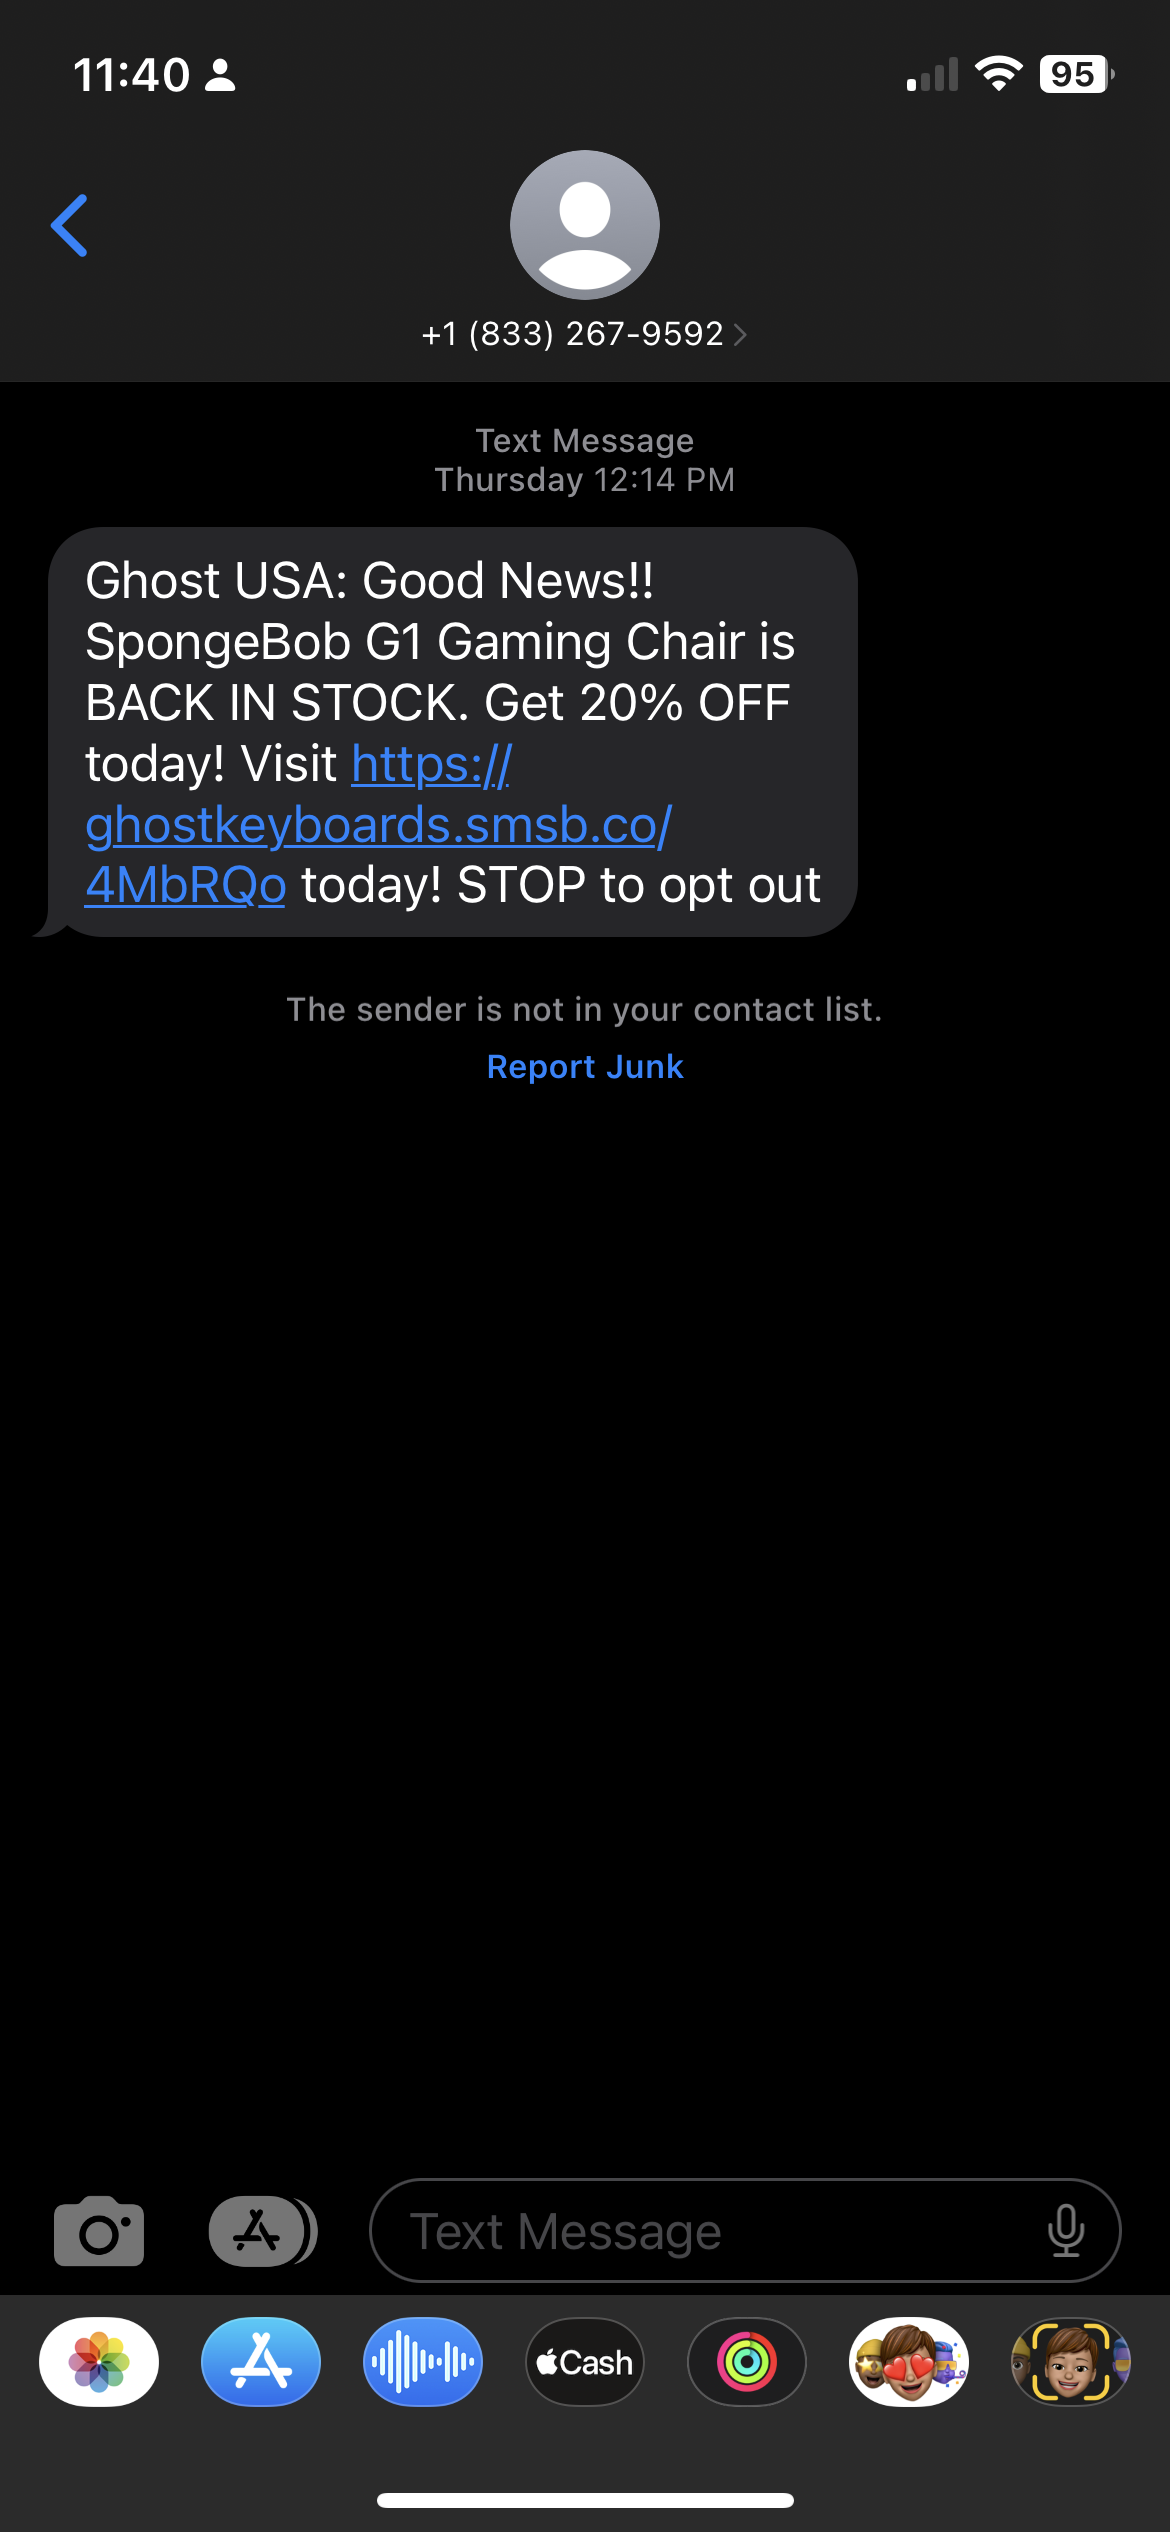 11:40
95
+1 (833) 267-9592
Text Message
Thursday 12:14 PM
Ghost USA: Good News!!
SpongeBob G1 Gaming Chair is
BACK IN STOCK. Get 20% OFF
today! Visit https://
ghostkeyboards.smsb.co/
4MbRQo today! STOP to opt out
The sender is not in your contact list.
Report Junk
Text Message
Cash